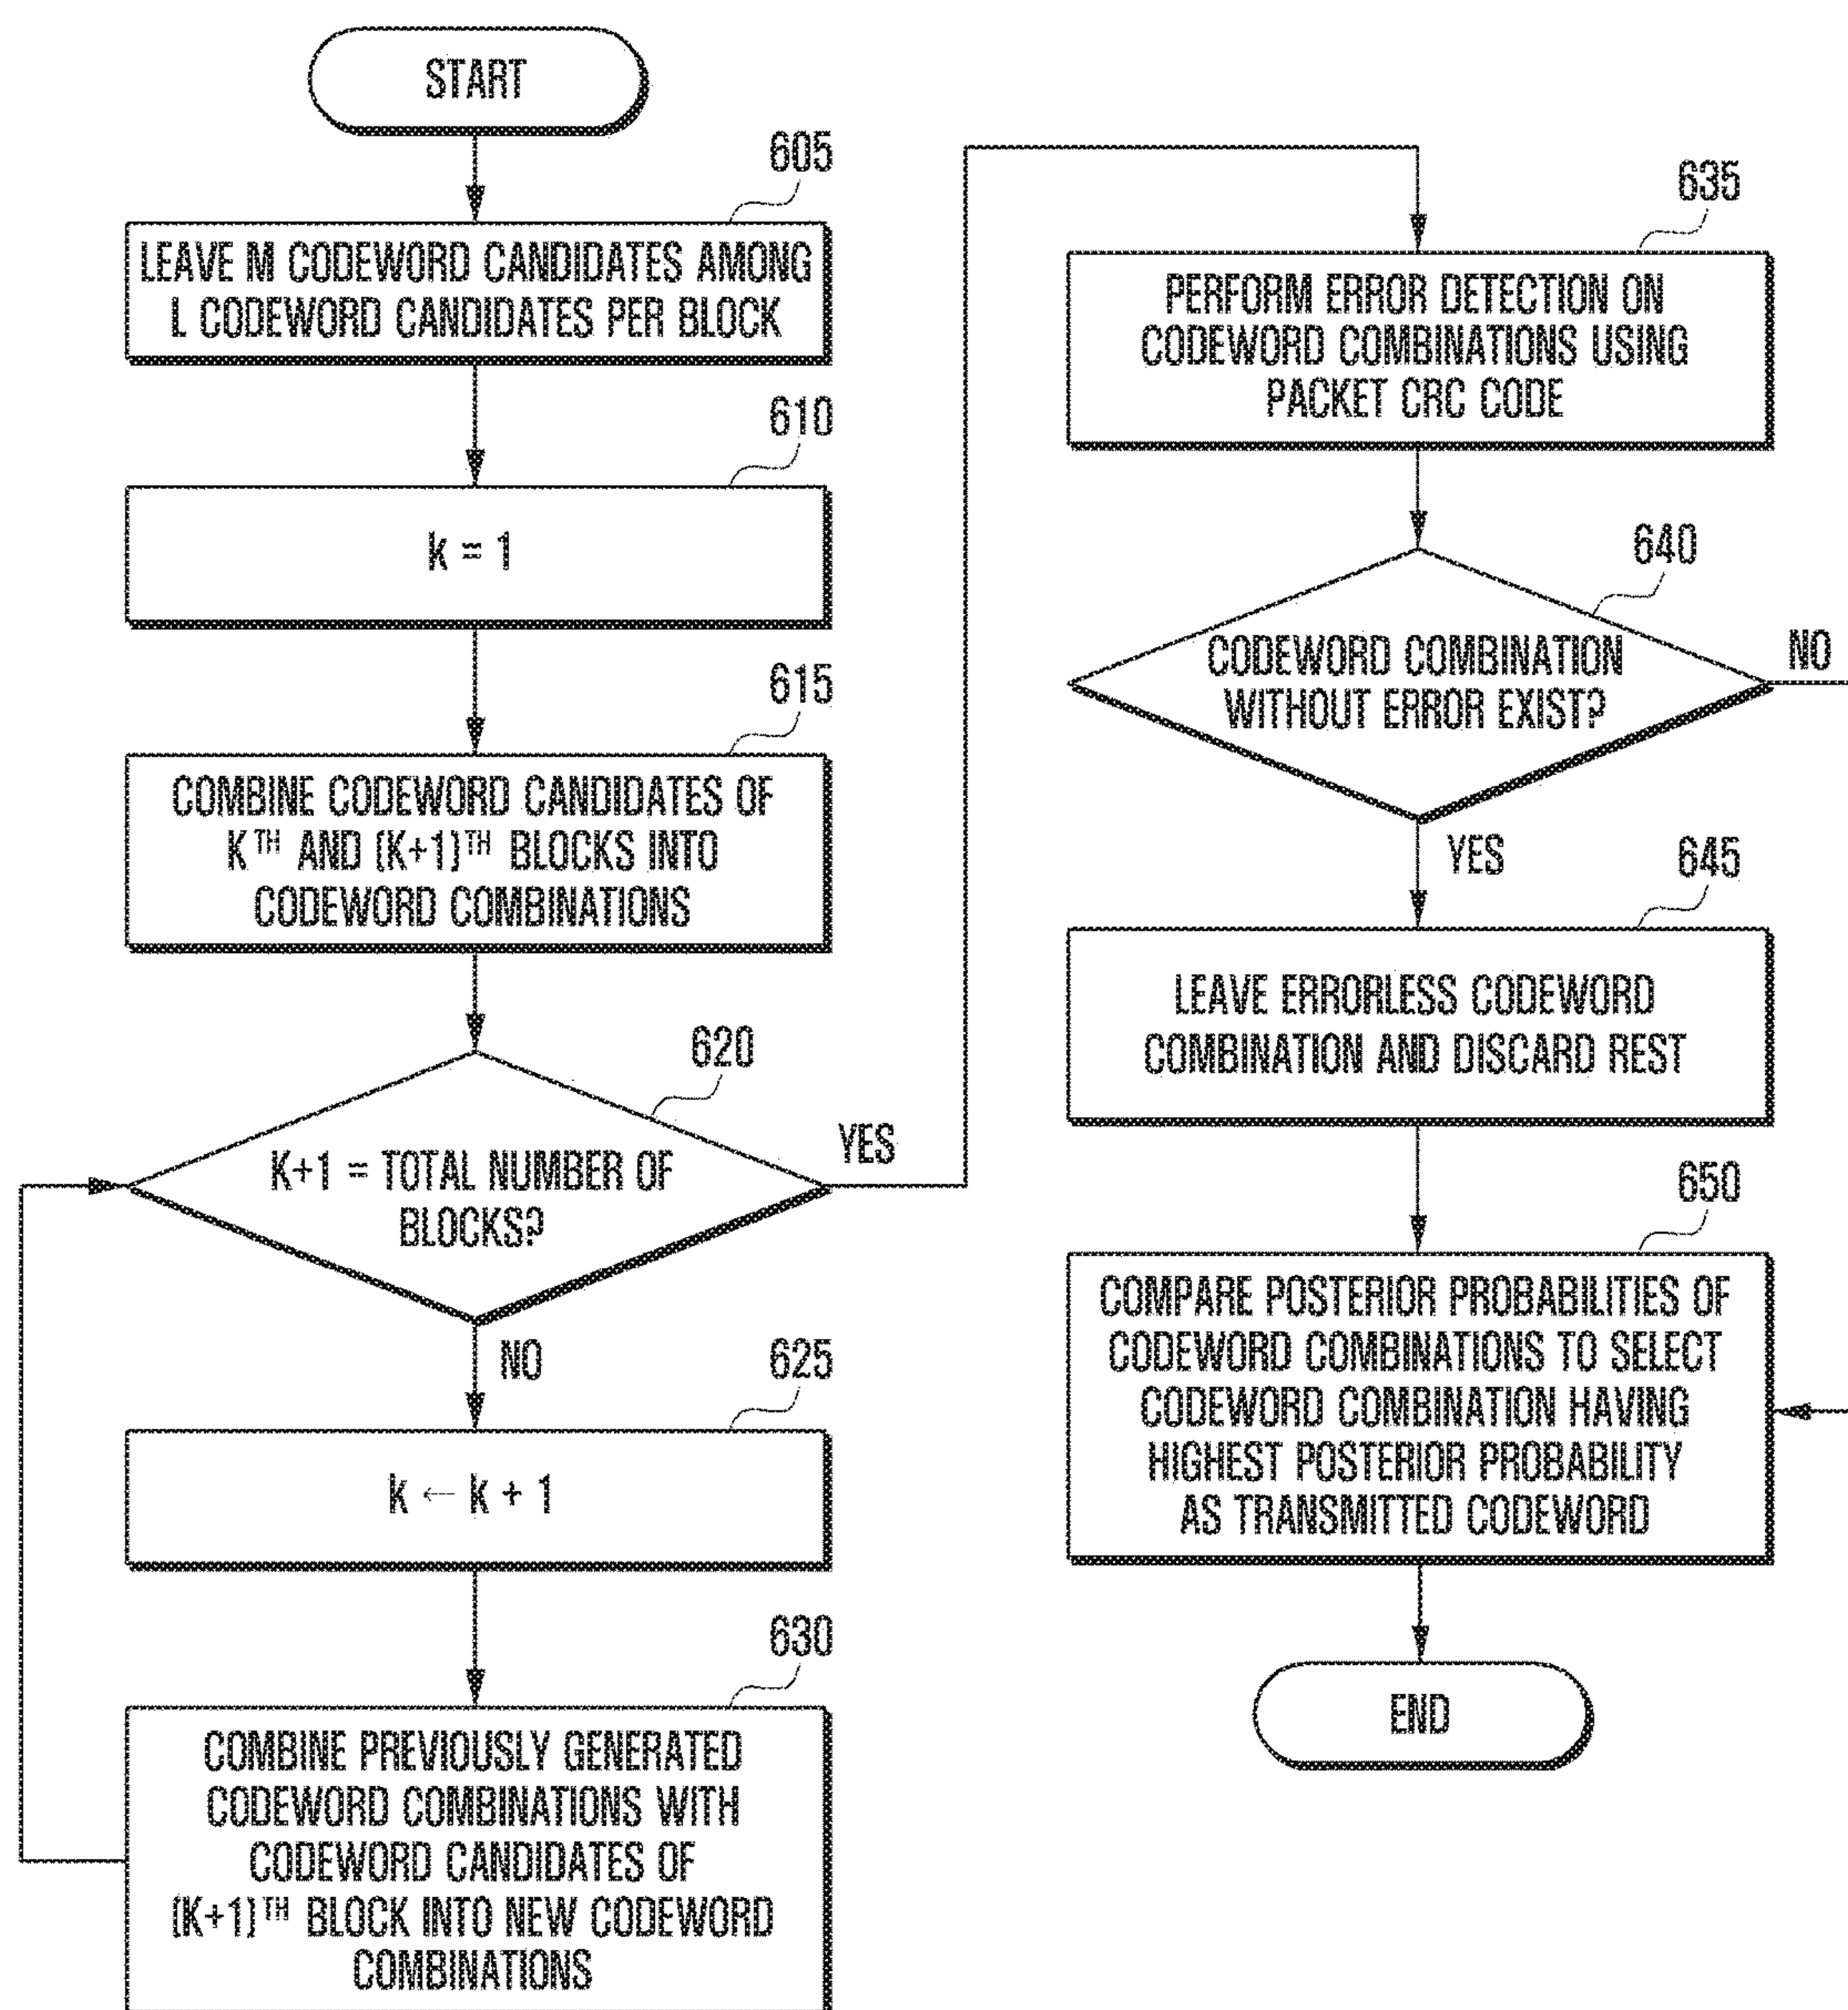 START
605
LEAVE M CODEWORD CANDIDATES AMONG
L CODEWORD CANDIDATES PER BLOCK
610
k = 1
615
COMBINE CODEWORD CANDIDATES OF
K TH AND (K+1) TH BLOCKS INTO
CODEWORD COMBINATIONS
620
K+1 = TOTAL NUMBER OF
BLOCKS?
YES
NO
625
k ← k + 1
630
COMBINE PREVIOUSLY GENERATED
CODEWORD COMBINATIONS WITH
CODEWORD CANDIDATES OF
(K+1) TH BLOCK INTO NEW CODEWORD
COMBINATIONS
635
PERFORM ERROR DETECTION ON
CODEWORD COMBINATIONS USING
PACKET CRC CODE
640
CODEWORD COMBINATION
WITHOUT ERROR EXIST?
NO
YES
645
LEAVE ERRORLESS CODEWORD
COMBINATION AND DISCARD REST
650
COMPARE POSTERIOR PROBABILITIES OF
CODEWORD COMBINATIONS TO SELECT
CODEWORD COMBINATION HAVING
HIGHEST POSTERIOR PROBABILITY
AS TRANSMITTED CODEWORD
END